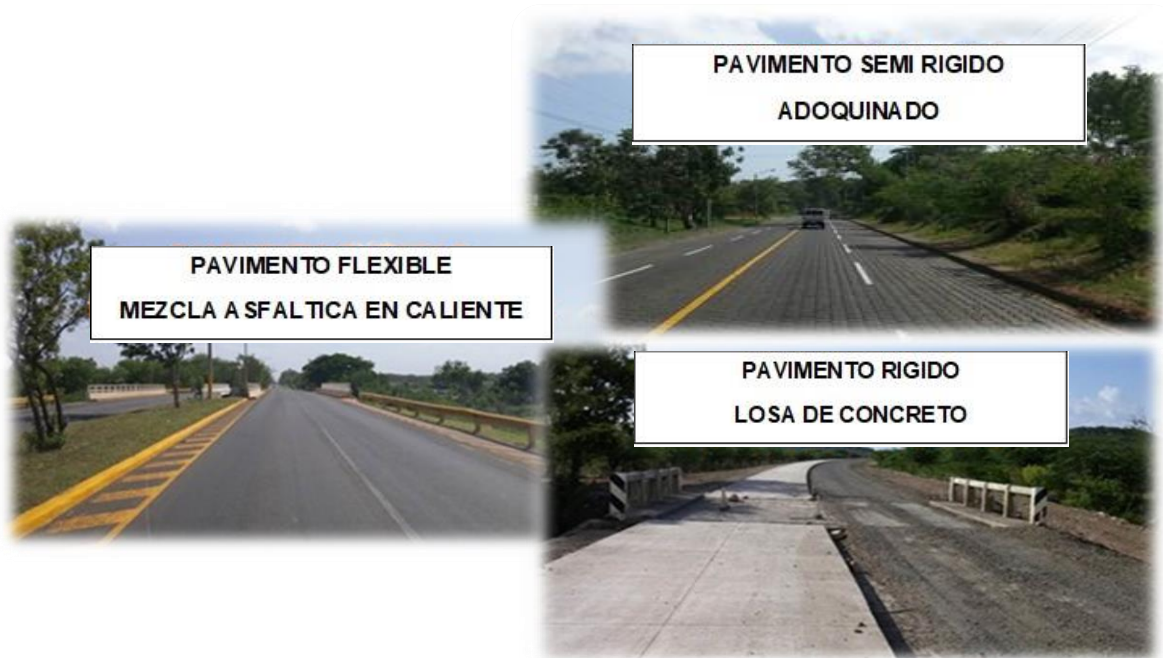 PAVIMENTO SEMI RIGIDO
ADOQUINADO
PAVIMENTO FLEXIBLE
MEZCLA ASFALTICA EN CALIENTE
PAVIMENTO RIGIDO
LOSA DE CONCRETO